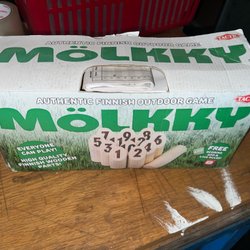 AUTHENTIC FINNISH OUTDOOR GAME
MÖLKKY
AUTHENTIC FINNISH OUTDOOR GAME
TACTIC
MÖLKKY
EVERYONE
CAN PLAY!
HIGH QUALITY
FINNISH WOODEN
PARTS!
FREE
7 9 8
5 11 12 6
3 10 4
1 2